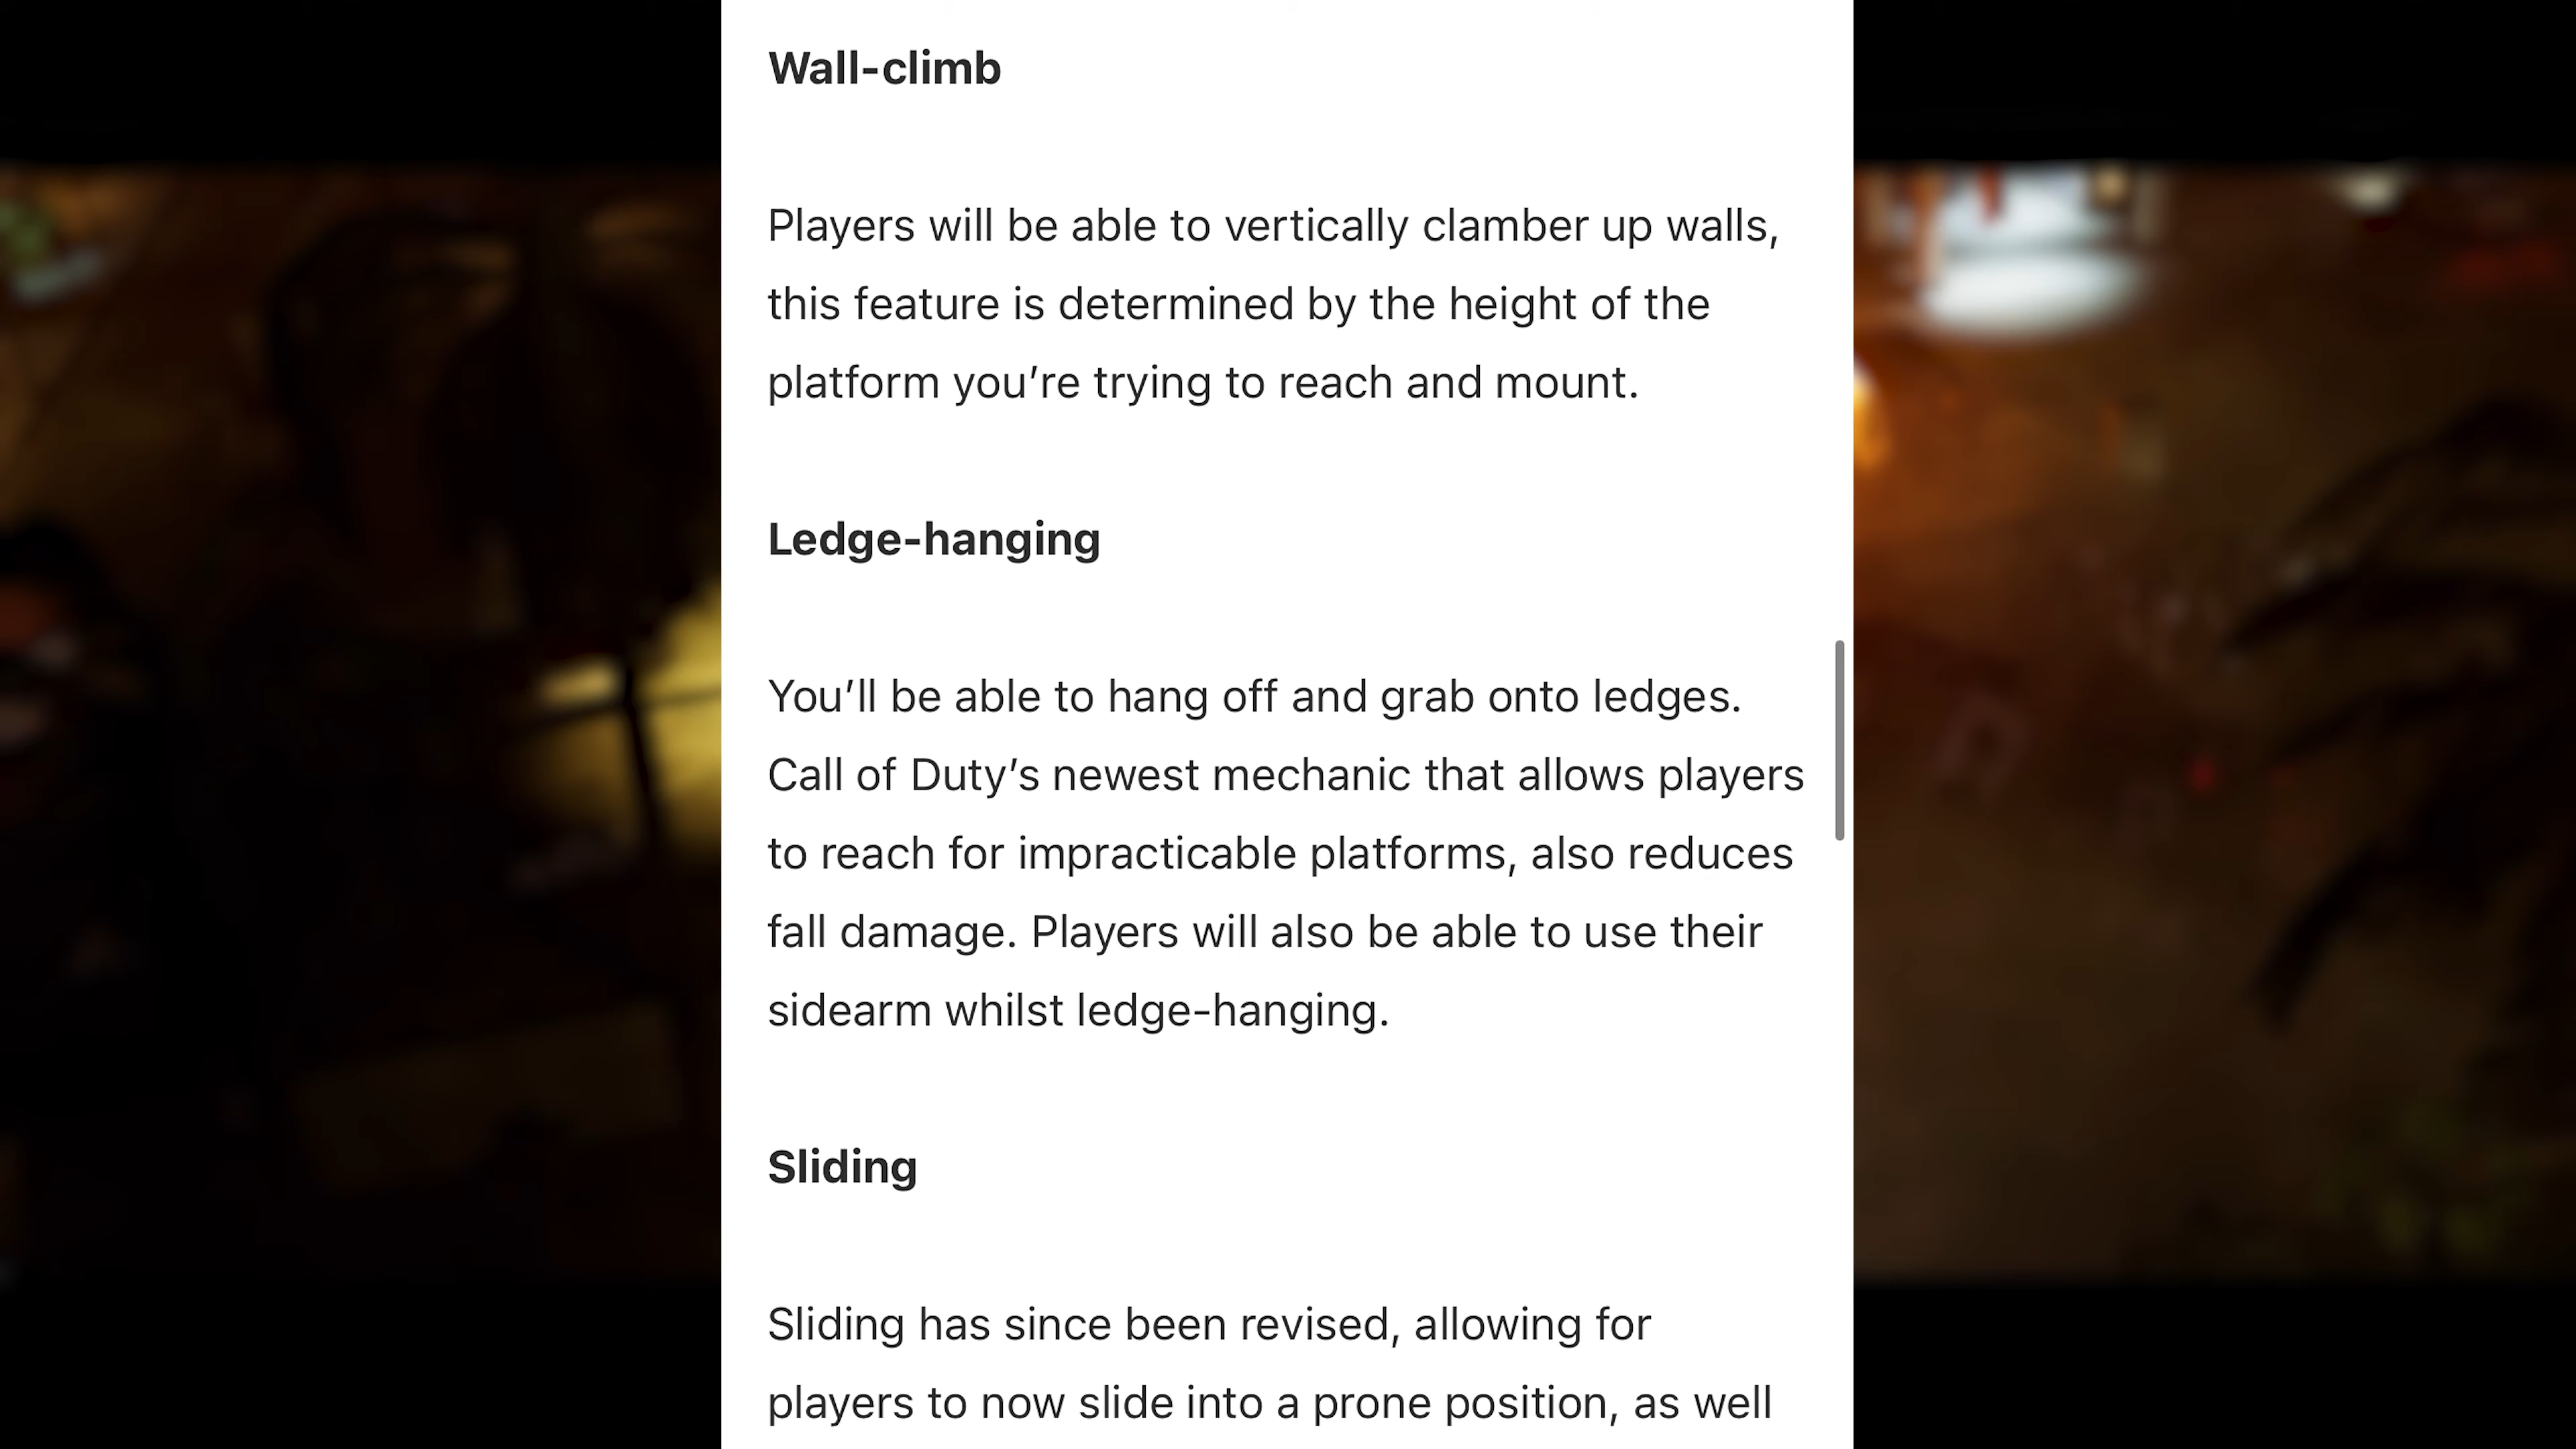 Wall-climb
Players will be able to vertically clamber up walls,
this feature is determined by the height of the
platform you’re trying to reach and mount.
Ledge-hanging
You’ll be able to hang off and grab onto ledges.
Call of Duty’s newest mechanic that allows players
to reach for impracticable platforms, also reduces
fall damage. Players will also be able to use their
sidearm whilst ledge-hanging.
Sliding
Sliding has since been revised, allowing for
players to now slide into a prone position, as well